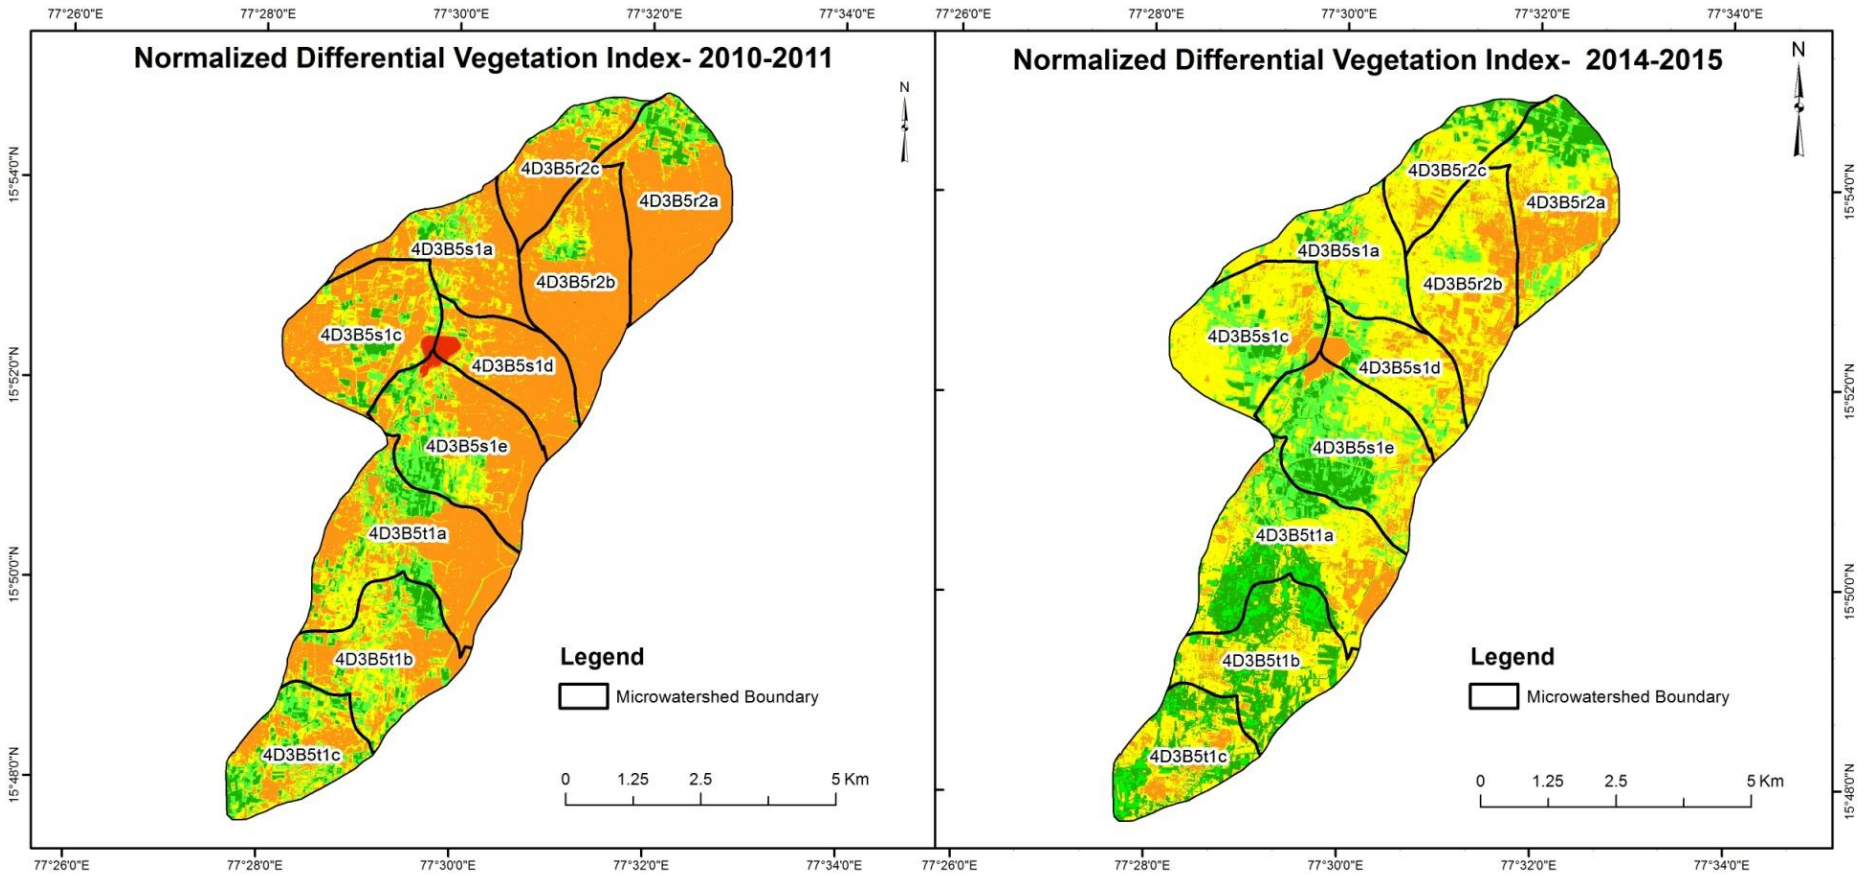 77°28'0"E 77°30'0"E 77°32'0"E 77°34'0"E 77°26'0"E 77°28'0"E 77°30'0"E 77°32'0"E 77°34'0"E
Normalized Differential Vegetation Index- 2010-2011
N
4D3B5r2c
4D3B5r2a
4D3B5s1a
4D3B5r2b
4D3B5s1c
4D3B5s1d
4D3B5s1e
4D3B5t1a
4D3B5t1b
4D3B5t1c
15°54'0"N
15°52'0"N
15°50'0"N
15°48'0"N
Legend
Microwatershed Boundary
0 1.25 2.5 5 Km
Normalized Differential Vegetation Index- 2014-2015
N
4D3B5r2c
4D3B5r2a
4D3B5s1a
4D3B5r2b
4D3B5s1c
4D3B5s1d
4D3B5s1e
4D3B5t1a
4D3B5t1b
4D3B5t1c
15°54'0"N
15°52'0"N
15°50'0"N
15°48'0"N
Legend
Microwatershed Boundary
0 1.25 2.5 5 Km
77°26'0"E 77°28'0"E 77°30'0"E 77°32'0"E 77°34'0"E 77°26'0"E 77°28'0"E 77°30'0"E 77°32'0"E 77°34'0"E